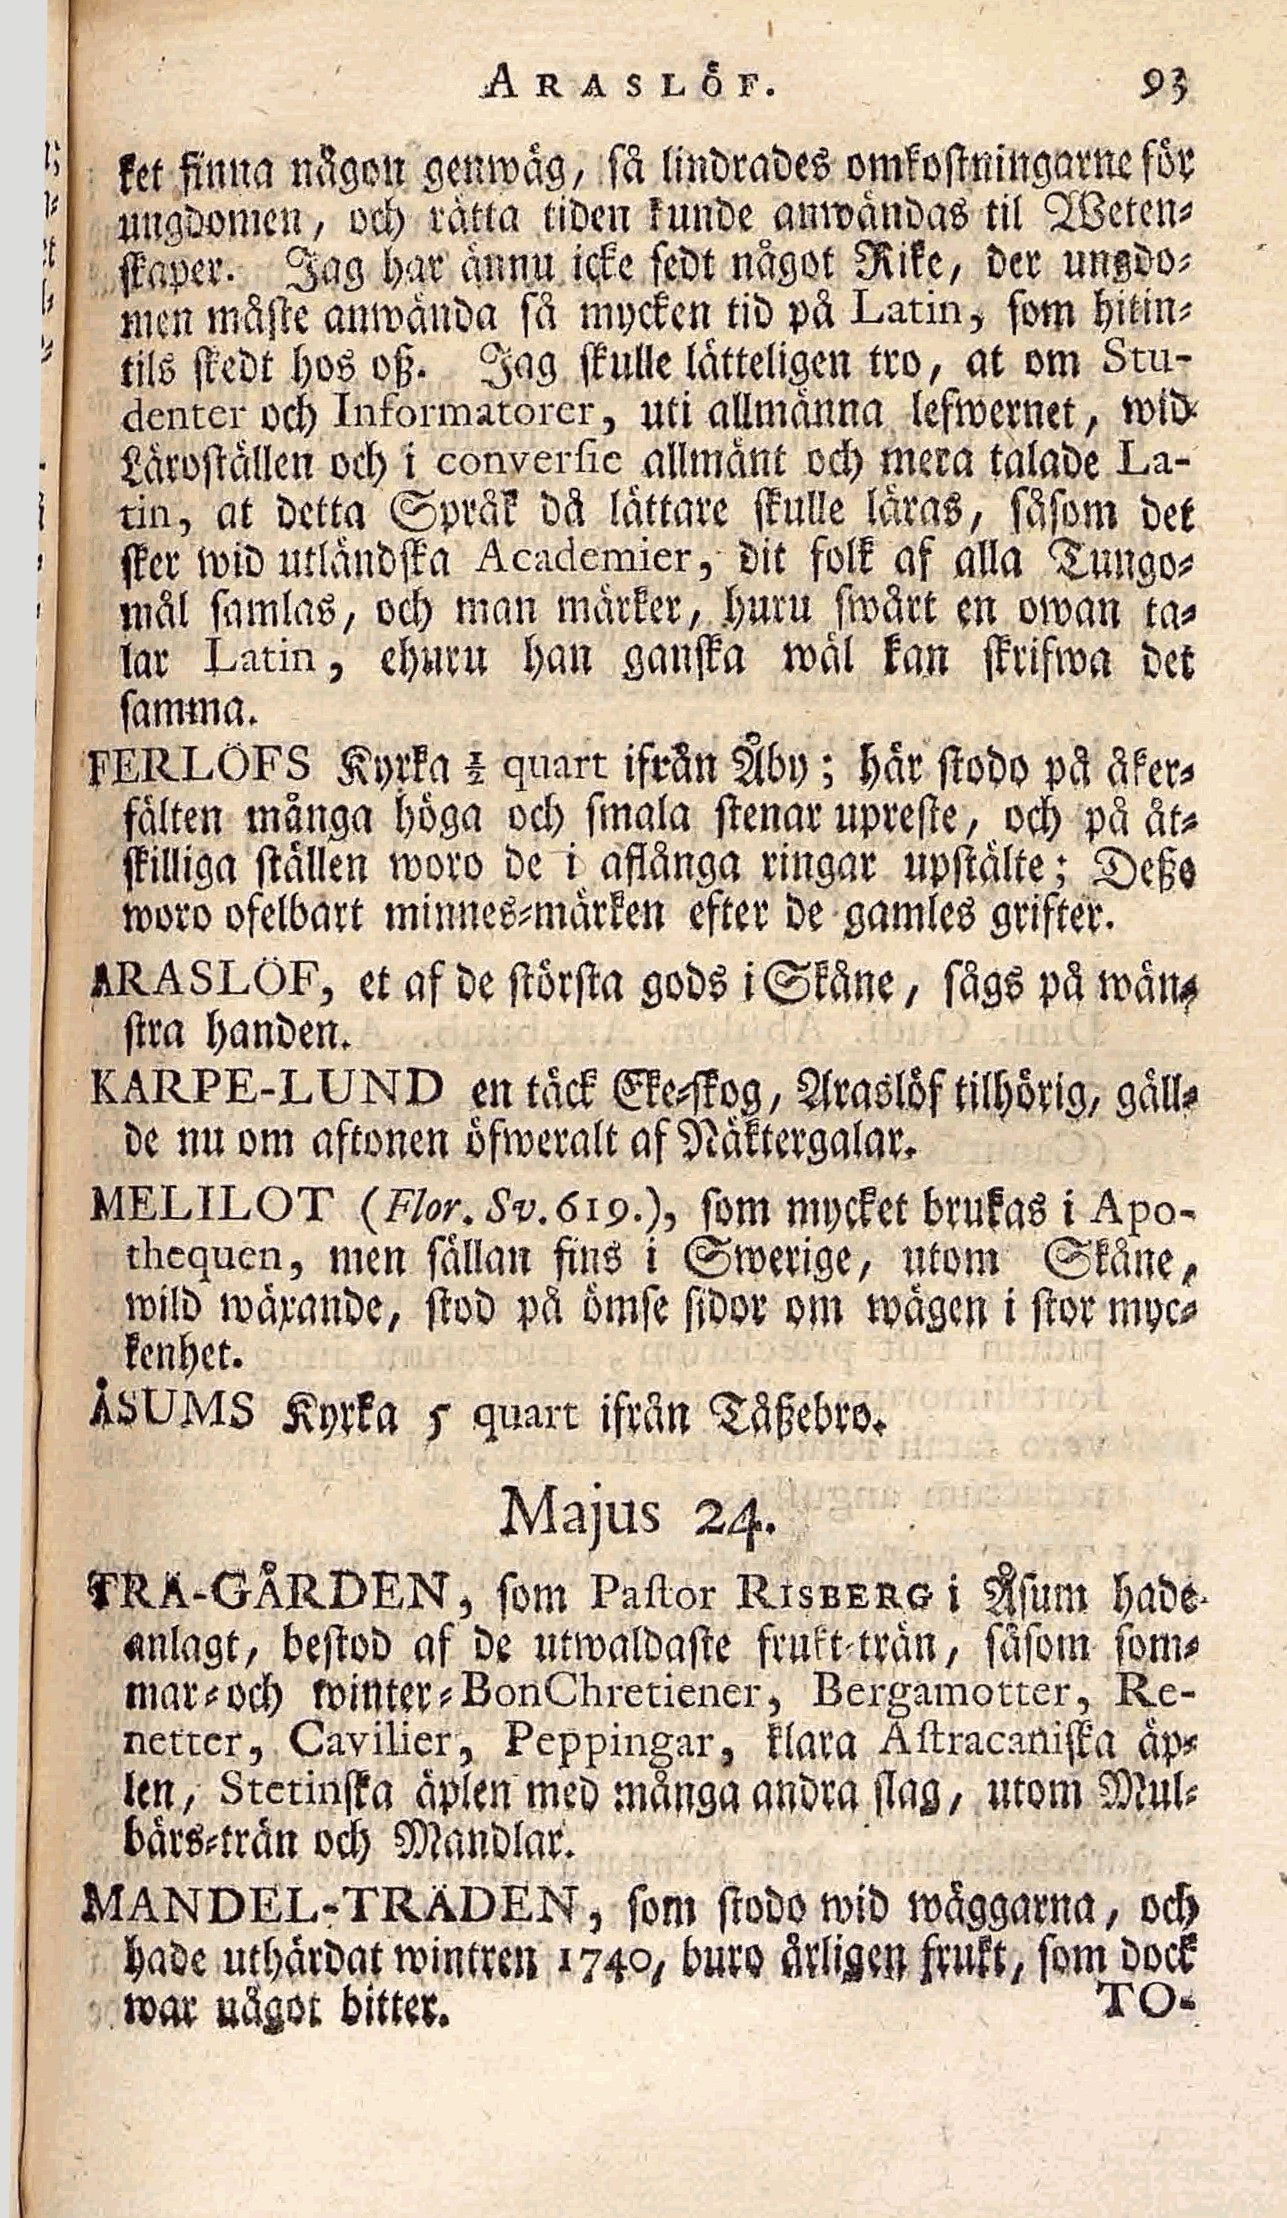 ARASLÖF. 93
ket finna någon genwäg, så lindrades omkostningarne för
ungdomen, och rätta tiden kunde anwändas til Weten-
skaper. Jag har ännu icke sedt något Rike, der ungdo-
men måste anwända så mycken tid på Latin, som hitin-
tils skedt hos oß. Jag skulle lätteligen tro, at om Stu-
denter och Informatorer, uti allmänna lefwernet, wid
Läroställen och i conversie allmänt och mera talade La-
tin, at detta Språk då lättare skulle läras, såsom det
sker wid utländska Academier, dit folk af alla Tungo-
mål samlas, och man märker, huru swårt en owan ta-
lar Latin, ehuru han ganska wäl kan skrifwa det
samma.
FERLÖFS Kyrka ½ quart ifrån Åby; här stodo på åker-
fälten många höga och smala stenar upreste, och på åt-
skilliga ställen woro de i aflånga ringar upstälte; Deße
woro ofelbart minnes-märken efter de gamles grifter.
ARASLÖF, et af de största gods i Skåne, sågs på wän-
stra handen.
KARPE-LUND en täck Eke-skog, Araslöf tilhörig, gäll-
de nu om aftonen öfweralt af Näktergalar.
MELILOT (Flor. Sv. 619.), som mycket brukas i Apo-
thequen, men sällan fins i Swerige, utom Skåne,
wild wäxande, stod på ömse sidor om wägen i stor myc-
kenhet.
ÅSUMS Kyrka 5 quart ifrån Tåßebro.
Majus 24.
TRÄ-GÅRDEN, som Pastor RISBERG i Åsum hade
anlagt, bestod af de utwaldaste frukt-trän, såsom som-
mar- och winter-BonChretiener, Bergamotter, Re-
netter, Cavilier, Peppingar, klara Astracaniska äp-
len, Stetinska äplen med många andra slag, utom Mul-
bärs-trän och Mandlar.
MANDEL-TRÄDEN, som stodo wid wäggarna, och
hade uthärdat wintren 1740, buro årligen frukt, som dock
war något bitter. TO-